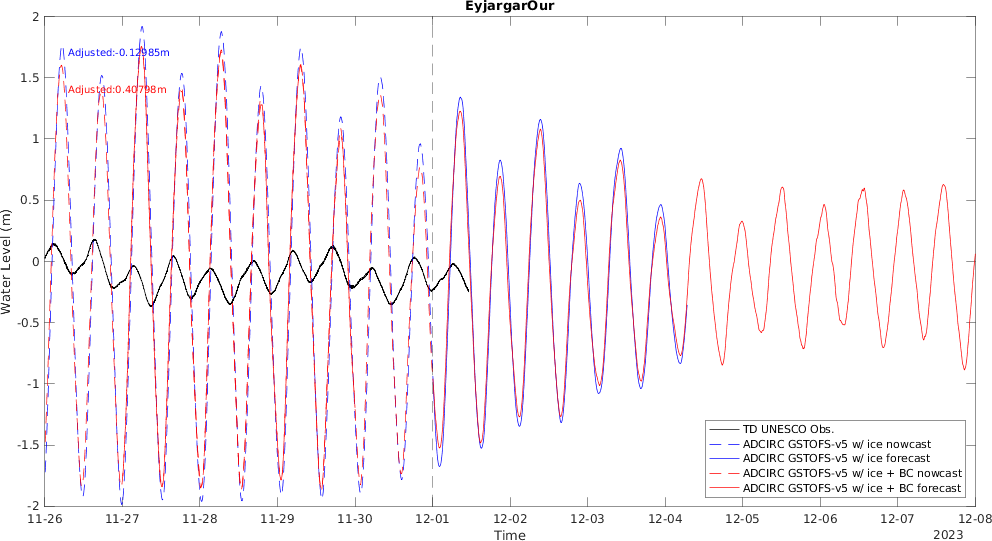 EyjargarOur
Adjusted:-0.12985m
Adjusted:0.40798m
Water Level (m)
2
1.5
1
0.5
0
-0.5
-1
-1.5
-2
TD UNESCO Obs.
ADCIRC GSTOFS-v5 w/ ice nowcast
ADCIRC GSTOFS-v5 w/ ice forecast
ADCIRC GSTOFS-v5 w/ ice + BC nowcast
ADCIRC GSTOFS-v5 w/ ice + BC forecast
11-26 11-27 11-28 11-29 11-30 12-01 12-02 12-03 12-04 12-05 12-06 12-07 12-08
Time
2023